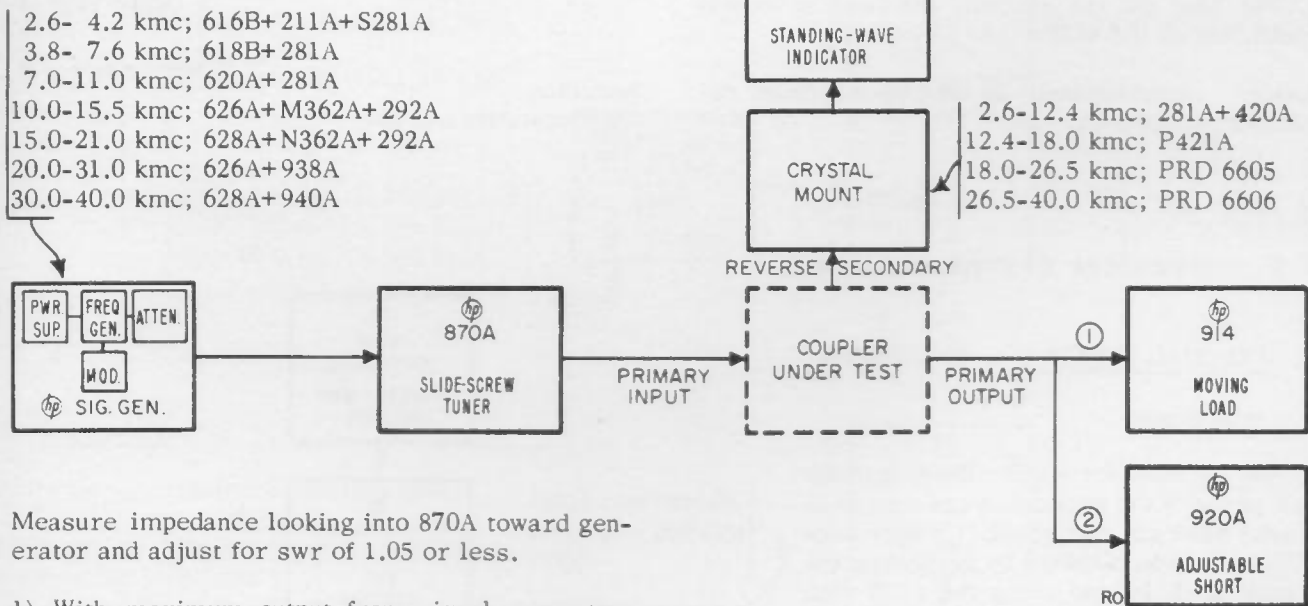 2.6- 4.2 kmc; 616B+211A+S281A
3.8- 7.6 kmc; 618B+281A
7.0-11.0 kmc; 620A+281A
10.0-15.5 kmc; 626A+M362A+292A
15.0-21.0 kmc; 628A+N362A+292A
20.0-31.0 kmc; 626A+938A
30.0-40.0 kmc; 628A+940A
STANDING-WAVE
INDICATOR
CRYSTAL
MOUNT
2.6-12.4 kmc; 281A+420A
12.4-18.0 kmc; P421A
18.0-26.5 kmc; PRD 6605
26.5-40.0 kmc; PRD 6606
REVERSE SECONDARY
PWR.
SUP.
FREQ
GEN.
ATTEN.
MOD.
hp SIG. GEN.
hp
870A
SLIDE-SCREW
TUNER
PRIMARY
INPUT
COUPLER
UNDER TEST
PRIMARY
OUTPUT
1
hp
914
MOVING
LOAD
2
hp
920A
ADJUSTABLE
SHORT
RO
Measure impedance looking into 870A toward gen-
erator and adjust for swr of 1.05 or less.